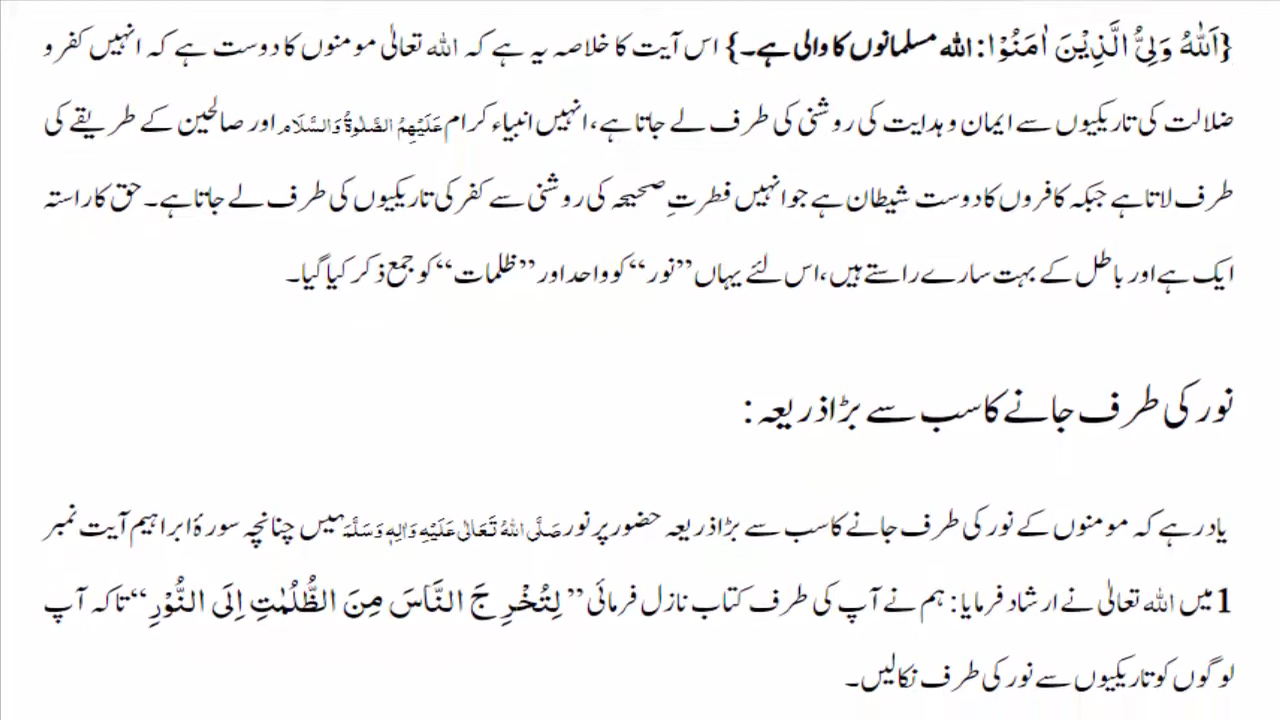 {اَللّٰهُ وَلِیُّ الَّذِیْنَ اٰمَنُوْا: اللہ مسلمانوں کا والی ہے۔} اس آیت کا خلاصہ یہ ہے کہ اللہ تعالیٰ مومنوں کا دوست ہے کہ انہیں کفر و
ضلالت کی تاریکیوں سے ایمان و ہدایت کی روشنی کی طرف لے جاتا ہے،انہیں انبیاء کرام عَلَیْہِمُ الصَّلٰوۃُ وَالسَّلَام اور صالحین کے طریقے کی
طرف لاتا ہے جبکہ کافروں کا دوست شیطان ہے جو انہیں فطرتِ صحیحہ کی روشنی سے کفر کی تاریکیوں کی طرف لے جاتا ہے۔ حق کا راستہ
ایک ہے اور باطل کے بہت سارے راستے ہیں،اس لئے یہاں ”نور“ کو واحد اور ”ظلمات“ کو جمع ذکر کیا گیا۔
نور کی طرف جانے کا سب سے بڑا ذریعہ:
یاد رہے کہ مومنوں کے نور کی طرف جانے کا سب سے بڑا ذریعہ حضور پر نور صَلَّی اللہُ تَعَالٰی عَلَیْہِ وَاٰلِہٖ وَسَلَّمَ ہیں چنانچہ سورۂ ابراہیم آیت نمبر
1 میں اللہ تعالیٰ نے ارشاد فرمایا: ہم نے آپ کی طرف کتاب نازل فرمائی ” لِتُخْرِ جَ النَّاسَ مِنَ الظُّلُمٰتِ اِلَى النُّوْرِ“ تاکہ آپ
لوگوں کو تاریکیوں سے نور کی طرف نکالیں۔